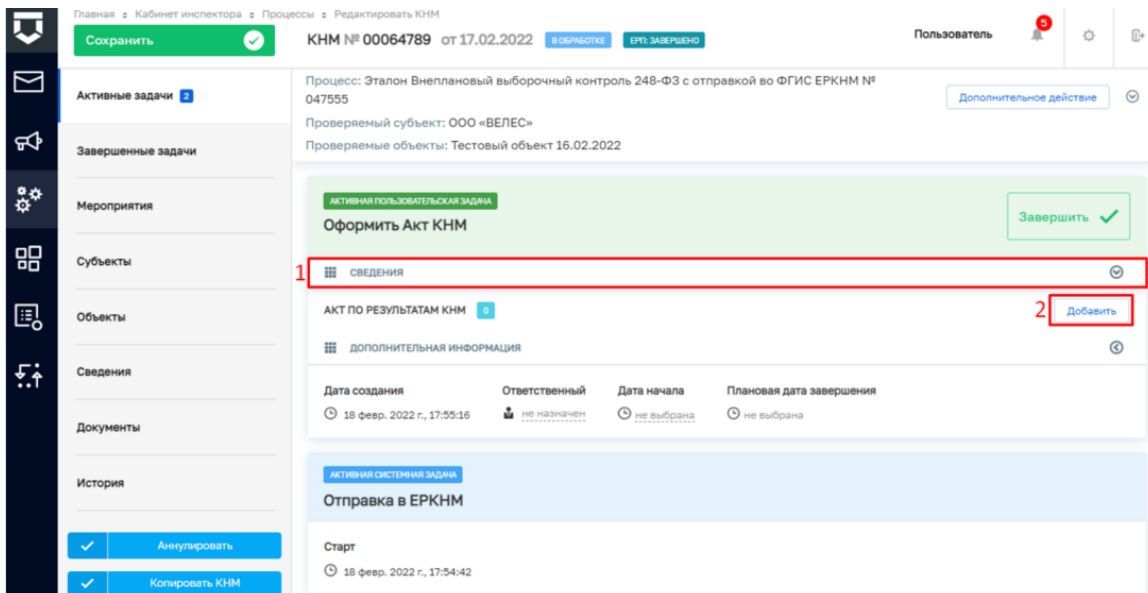 Главная : Кабинет инспектора : Процессы : Редактировать КНМ
Сохранить
КНМ № 00064789 от 17.02.2022 В ОБРАБОТКЕ ЕРП: ЗАВЕРШЕНО
Пользователь
5
Активные задачи 2
Завершенные задачи
Мероприятия
Субъекты
Объекты
Сведения
Документы
История
Аннулировать
Копировать КНМ
Процесс: Эталон Внеплановый выборочный контроль 248-ФЗ с отправкой во ФГИС ЕРКНМ №
047555
Дополнительное действие
Проверяемый субъект: ООО «ВЕЛЕС»
Проверяемые объекты: Тестовый объект 16.02.2022
АКТИВНАЯ ПОЛЬЗОВАТЕЛЬСКАЯ ЗАДАЧА
Оформить Акт КНМ
Завершить
1 СВЕДЕНИЯ
АКТ ПО РЕЗУЛЬТАТАМ КНМ 0
2 Добавить
ДОПОЛНИТЕЛЬНАЯ ИНФОРМАЦИЯ
Дата создания Ответственный Дата начала Плановая дата завершения
18 февр. 2022 г., 17:55:16 не назначен не выбрана не выбрана
АКТИВНАЯ СИСТЕМНАЯ ЗАДАЧА
Отправка в ЕРКНМ
Старт
18 февр. 2022 г., 17:54:42